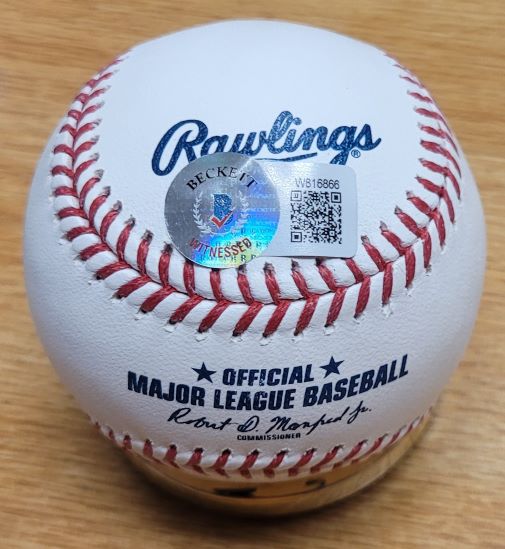 Rawlings®
BECKETT
WITNESSED
W816866
★ OFFICIAL ★
MAJOR LEAGUE BASEBALL
Robert D. Manfred Jr.
COMMISSIONER